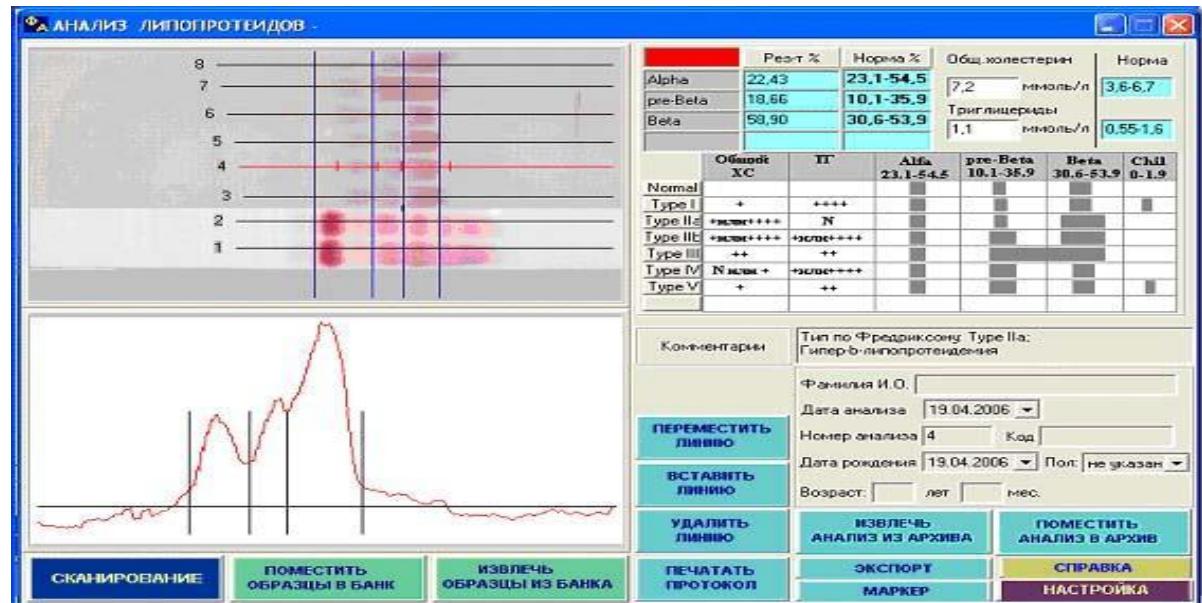 АНАЛИЗ ЛИПОПРОТЕИДОВ -
8
7
6
5
4
3
2
1
Рез-т % Норма %
Alpha 22,43 23,1-54,5
pre-Beta 18,66 10,1-35,9
Beta 58,90 30,6-53,9
Общ.холестерин Норма
7,2 ммоль/л 3,6-6,7
Триглицериды
1,1 ммоль/л 0,55-1,6
Общий ХС ТГ Alfa 23.1-54.5 pre-Beta 10.1-35.9 Beta 30.6-53.9 Chil 0-1.9
Normal
Type I + ++++
Type IIa +или++++ N
Type IIb +или++++ +или++++
Type III ++ ++
Type IV N или + +или++++
Type V + ++
Комментарии
Тип по Фредриксону: Type IIa;
Гипер-b-липопротеидемия
Фамилия И.О.
Дата анализа 19.04.2006
Номер анализа 4 Код
Дата рождения 19.04.2006 Пол: не указан
Возраст: лет мес.
ПЕРЕМЕСТИТЬ
ЛИНИЮ
ВСТАВИТЬ
ЛИНИЮ
УДАЛИТЬ
ЛИНИЮ
ИЗВЛЕЧЬ
АНАЛИЗ ИЗ АРХИВА
ПОМЕСТИТЬ
АНАЛИЗ В АРХИВ
СКАНИРОВАНИЕ
ПОМЕСТИТЬ
ОБРАЗЦЫ В БАНК
ИЗВЛЕЧЬ
ОБРАЗЦЫ ИЗ БАНКА
ПЕЧАТАТЬ
ПРОТОКОЛ
ЭКСПОРТ
МАРКЕР
СПРАВКА
НАСТРОЙКА